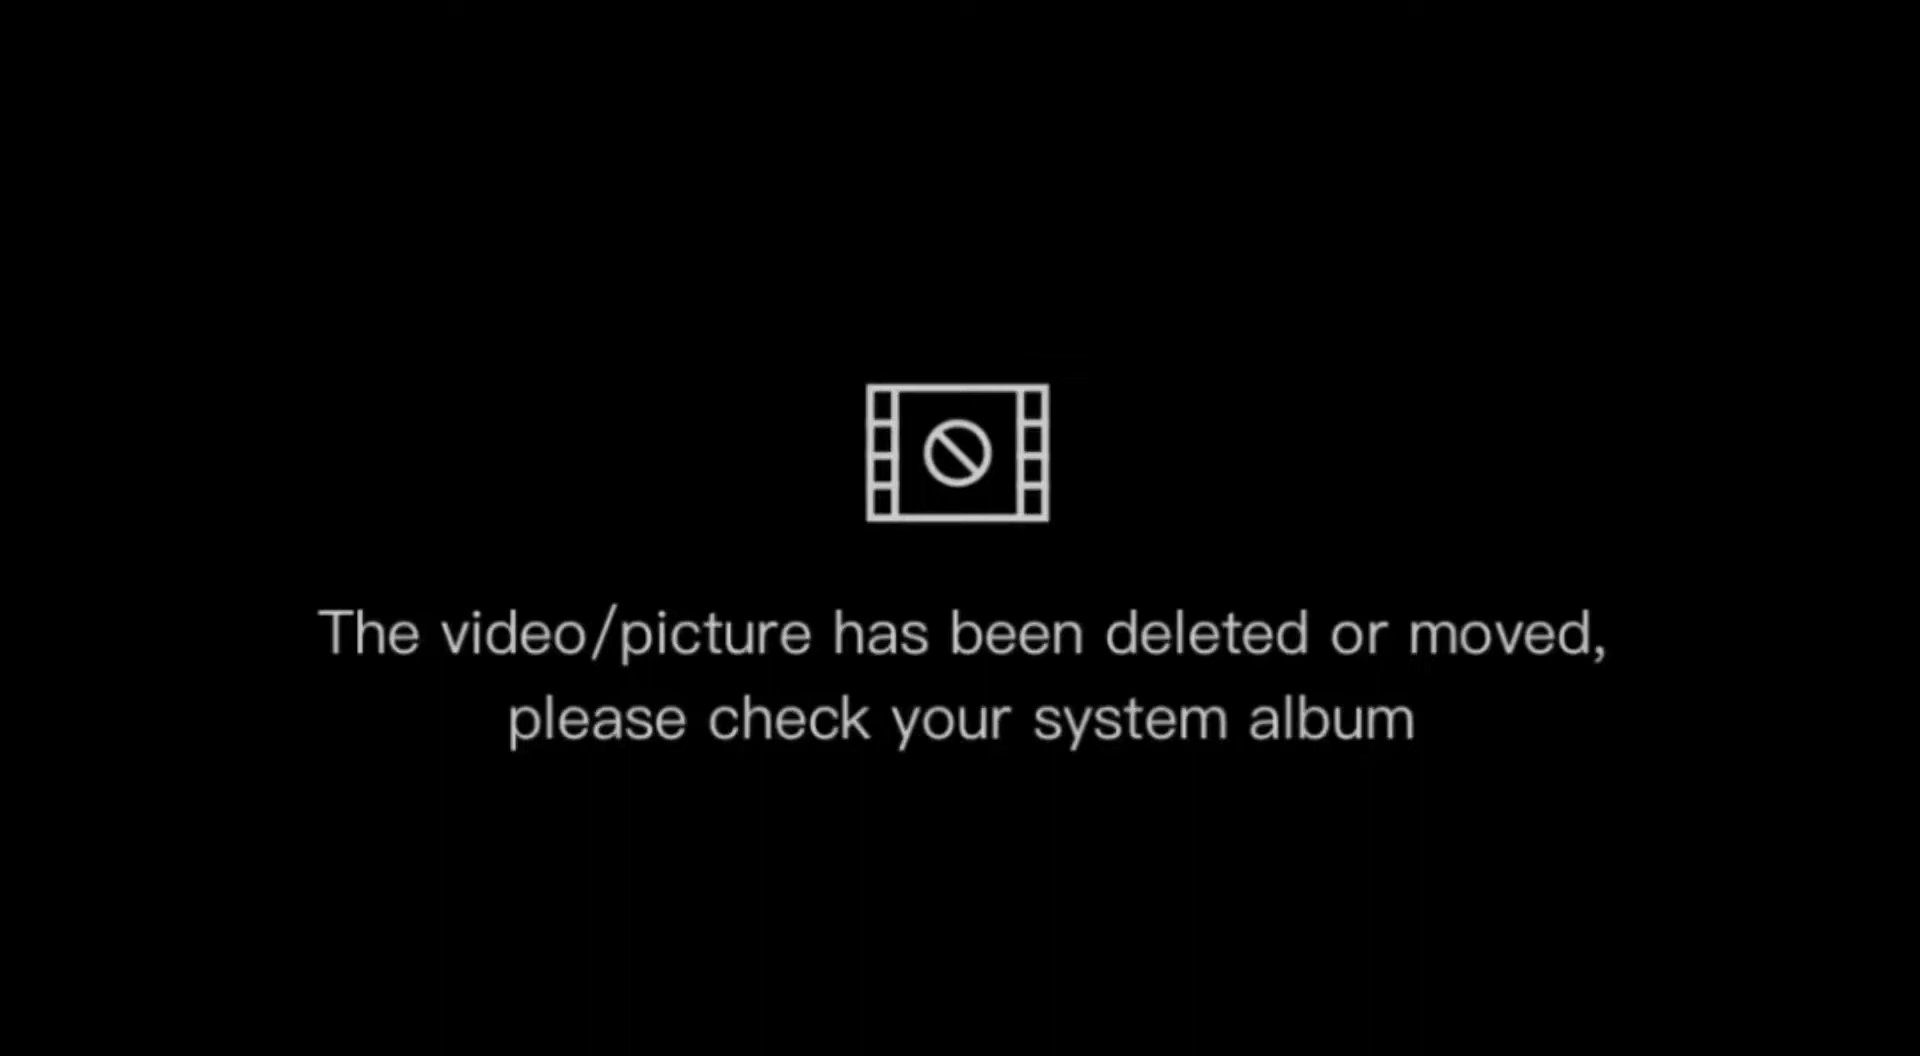 The video/picture has been deleted or moved,
please check your system album